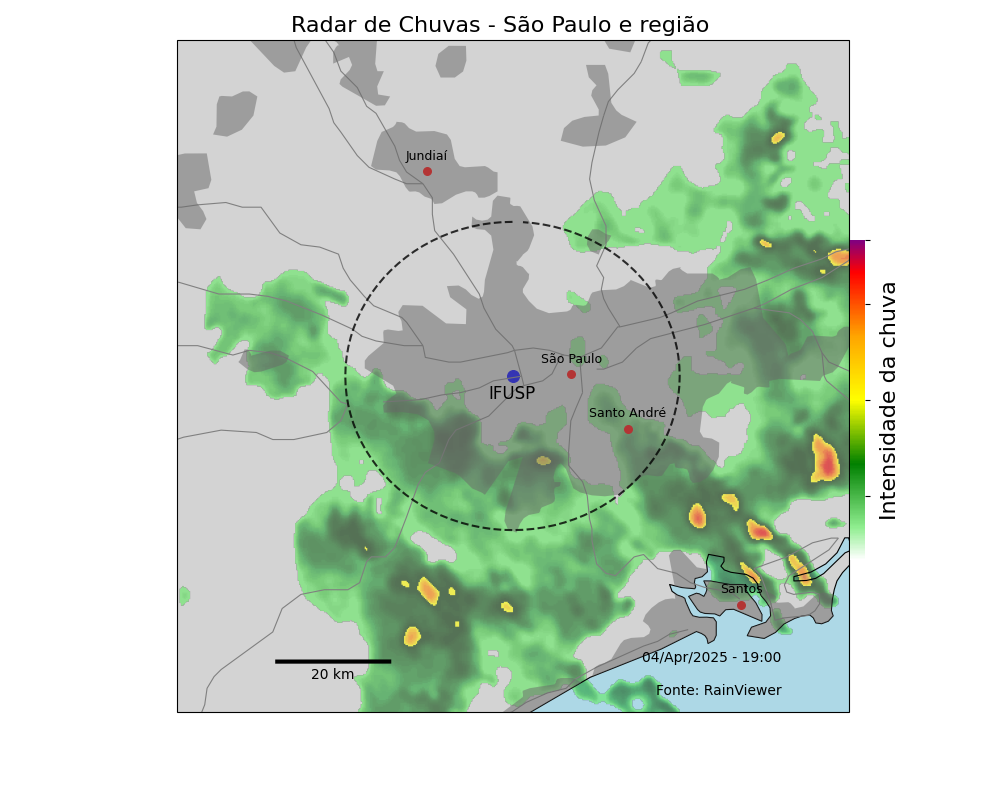 Radar de Chuvas - São Paulo e região
Jundiaí
São Paulo
IFUSP
Santo André
Intensidade da chuva
Santos
04/Apr/2025 - 19:00
20 km
Fonte: RainViewer